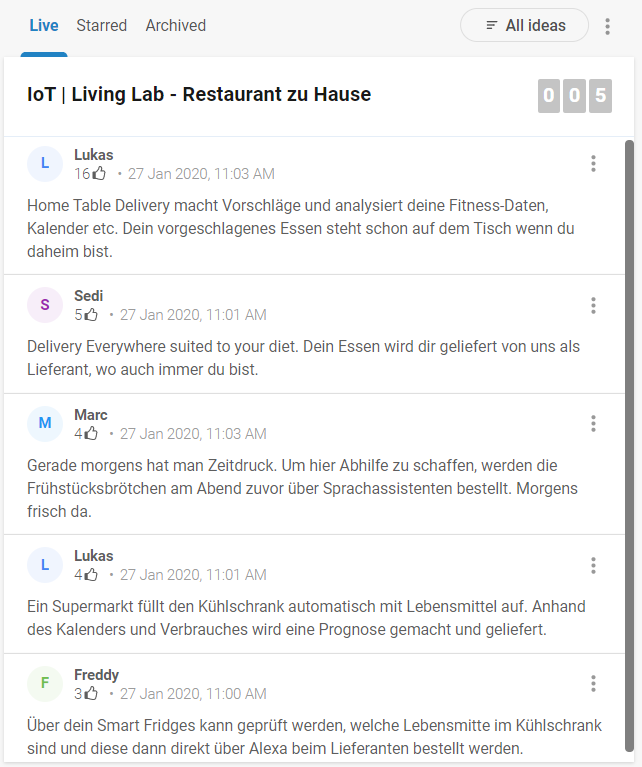 Live Starred Archived All ideas
IoT | Living Lab - Restaurant zu Hause 0 0 5
L Lukas
16 • 27 Jan 2020, 11:03 AM
Home Table Delivery macht Vorschläge und analysiert deine Fitness-Daten,
Kalender etc. Dein vorgeschlagenes Essen steht schon auf dem Tisch wenn du
daheim bist.
S Sedi
5 • 27 Jan 2020, 11:01 AM
Delivery Everywhere suited to your diet. Dein Essen wird dir geliefert von uns als
Lieferant, wo auch immer du bist.
M Marc
4 • 27 Jan 2020, 11:03 AM
Gerade morgens hat man Zeitdruck. Um hier Abhilfe zu schaffen, werden die
Frühstücksbrötchen am Abend zuvor über Sprachassistenten bestellt. Morgens
frisch da.
L Lukas
4 • 27 Jan 2020, 11:01 AM
Ein Supermarkt füllt den Kühlschrank automatisch mit Lebensmittel auf. Anhand
des Kalenders und Verbrauches wird eine Prognose gemacht und geliefert.
F Freddy
3 • 27 Jan 2020, 11:00 AM
Über dein Smart Fridges kann geprüft werden, welche Lebensmitte im Kühlschrank
sind und diese dann direkt über Alexa beim Lieferanten bestellt werden.